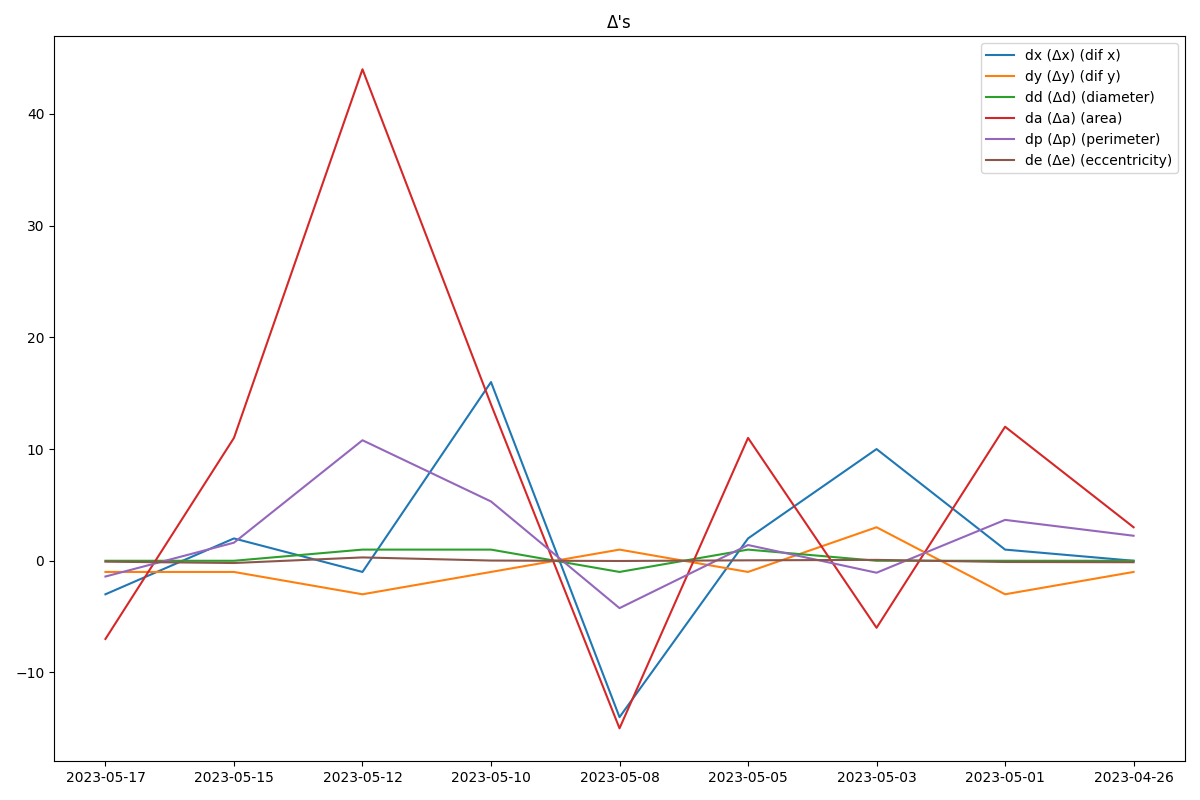 Δ's
dx (Δx) (dif x)
dy (Δy) (dif y)
dd (Δd) (diameter)
da (Δa) (area)
dp (Δp) (perimeter)
de (Δe) (eccentricity)
40
30
20
10
0
−10
2023-05-17 2023-05-15 2023-05-12 2023-05-10 2023-05-08 2023-05-05 2023-05-03 2023-05-01 2023-04-26